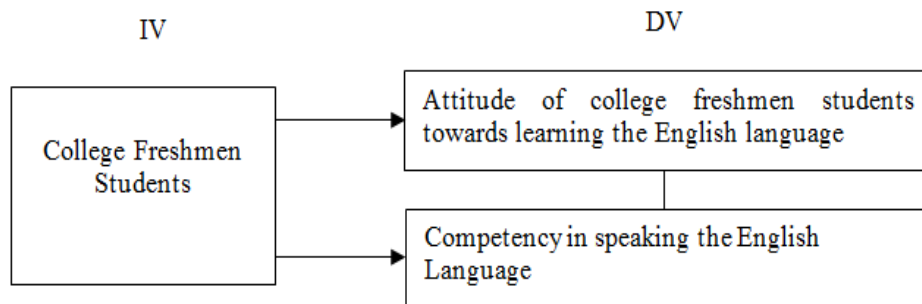 IV
DV
College Freshmen
Students
Attitude of college freshmen students
towards learning the English language
Competency in speaking the English
Language